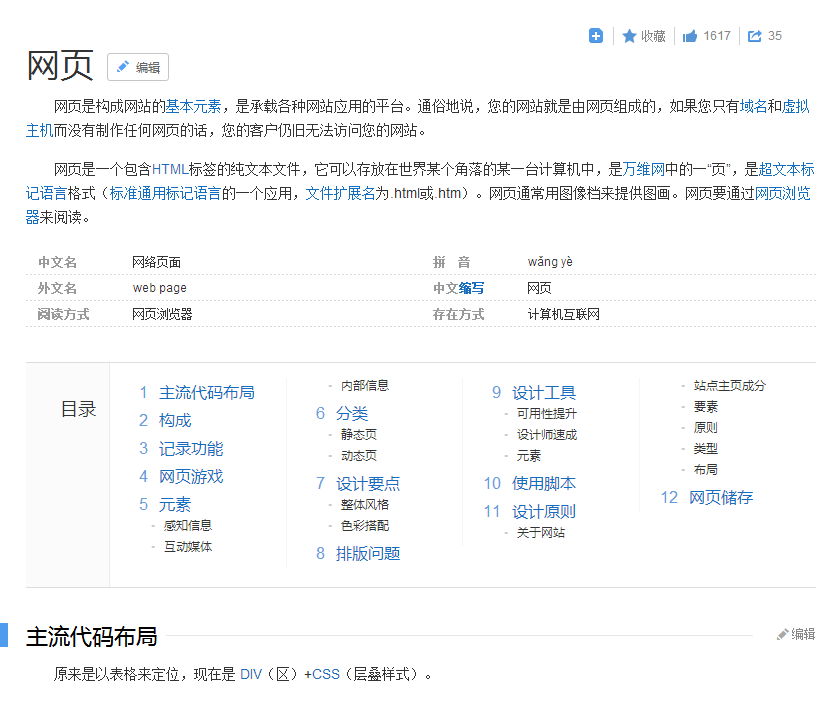 收藏 1617 35
网页 编辑
网页是构成网站的基本元素，是承载各种网站应用的平台。通俗地说，您的网站就是由网页组成的，如果您只有域名和虚拟
主机而没有制作任何网页的话，您的客户仍旧无法访问您的网站。
网页是一个包含HTML标签的纯文本文件，它可以存放在世界某个角落的某一台计算机中，是万维网中的一“页”，是超文本标
记语言格式（标准通用标记语言的一个应用，文件扩展名为.html或.htm）。网页通常用图像档来提供图画。网页要通过网页浏览
器来阅读。
中文名 网络页面 拼 音 wǎng yè
外文名 web page 中文缩写 网页
阅读方式 网页浏览器 存在方式 计算机互联网
目录
1 主流代码布局
2 构成
3 记录功能
4 网页游戏
5 元素
- 感知信息
- 互动媒体
- 内部信息
6 分类
- 静态页
- 动态页
7 设计要点
- 整体风格
- 色彩搭配
8 排版问题
9 设计工具
- 可用性提升
- 设计师速成
- 元素
10 使用脚本
11 设计原则
- 关于网站
- 站点主页成分
- 要素
- 原则
- 类型
- 布局
12 网页储存
主流代码布局 编辑
原来是以表格来定位，现在是 DIV（区）+CSS（层叠样式）。